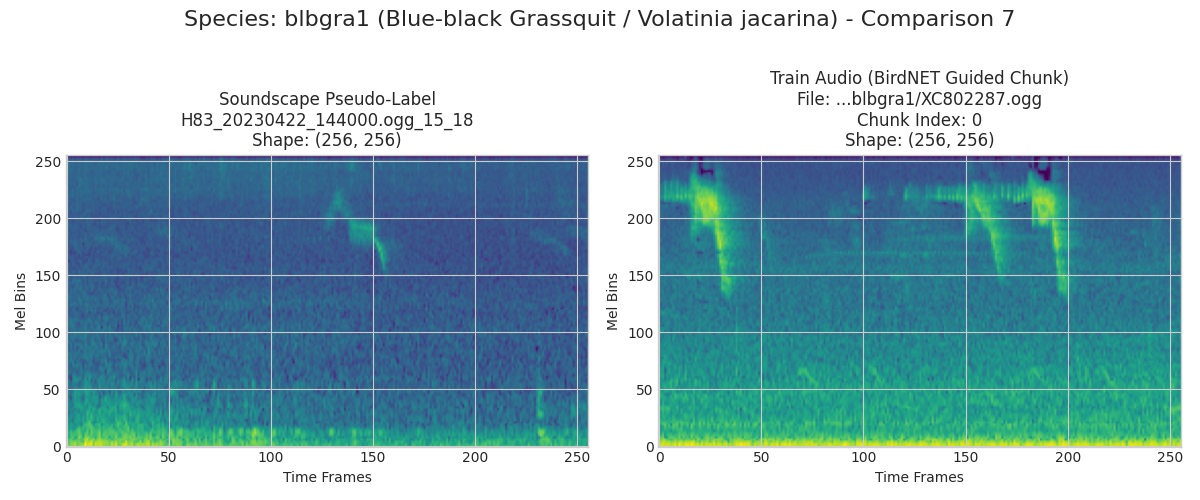 Species: blbgra1 (Blue-black Grassquit / Volatinia jacarina) - Comparison 7
Soundscape Pseudo-Label
H83_20230422_144000.ogg_15_18
Shape: (256, 256)
Mel Bins
250
200
150
100
50
0
0 50 100 150 200 250
Time Frames
Train Audio (BirdNET Guided Chunk)
File: ...blbgra1/XC802287.ogg
Chunk Index: 0
Shape: (256, 256)
Mel Bins
250
200
150
100
50
0
0 50 100 150 200 250
Time Frames